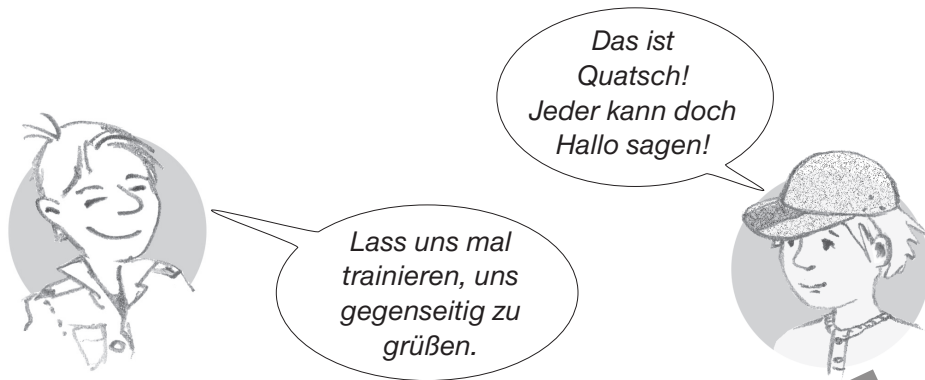 Das ist
Quatsch!
Jeder kann doch
Hallo sagen!
Lass uns mal
trainieren, uns
gegenseitig zu
grüßen.